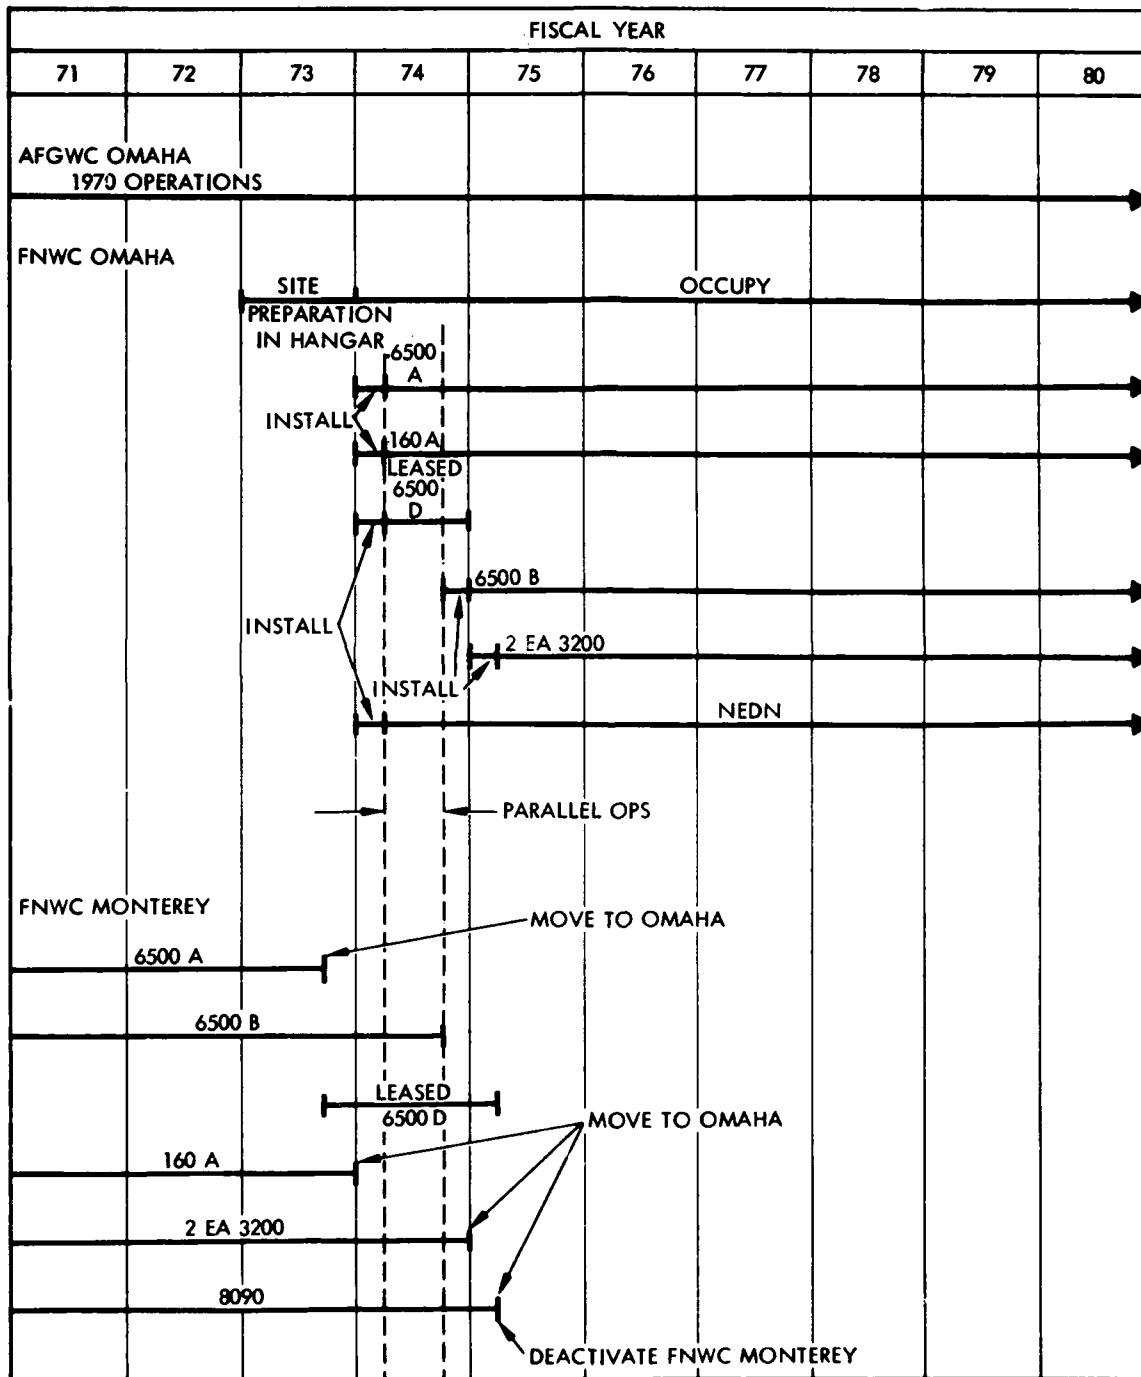 FISCAL YEAR
71 72 73 74 75 76 77 78 79 80
AFGWC OMAHA
1970 OPERATIONS
FNWC OMAHA
SITE
PREPARATION
IN HANGAR
OCCUPY
6500
A
INSTALL
160 A
LEASED
6500
D
6500 B
INSTALL
2 EA 3200
INSTALL
NEDN
PARALLEL OPS
FNWC MONTEREY
MOVE TO OMAHA
6500 A
6500 B
LEASED
6500 D
MOVE TO OMAHA
160 A
2 EA 3200
8090
DEACTIVATE FNWC MONTEREY